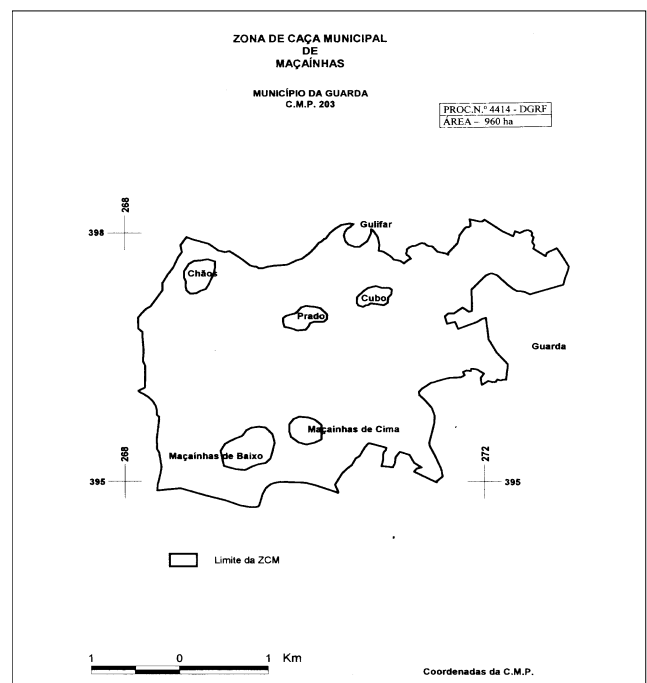 ZONA DE CAÇA MUNICIPAL
DE
MAÇAÍNHAS
MUNICÍPIO DA GUARDA
C.M.P. 203
PROC.N.º 4414 - DGRF
ÁREA – 960 ha
268
398
Gulifar
Chãos
Cubo
Prado
Guarda
Maçainhas de Cima
Maçainhas de Baixo
268
272
395
395
Limite da ZCM
1 0 1 Km
Coordenadas da C.M.P.